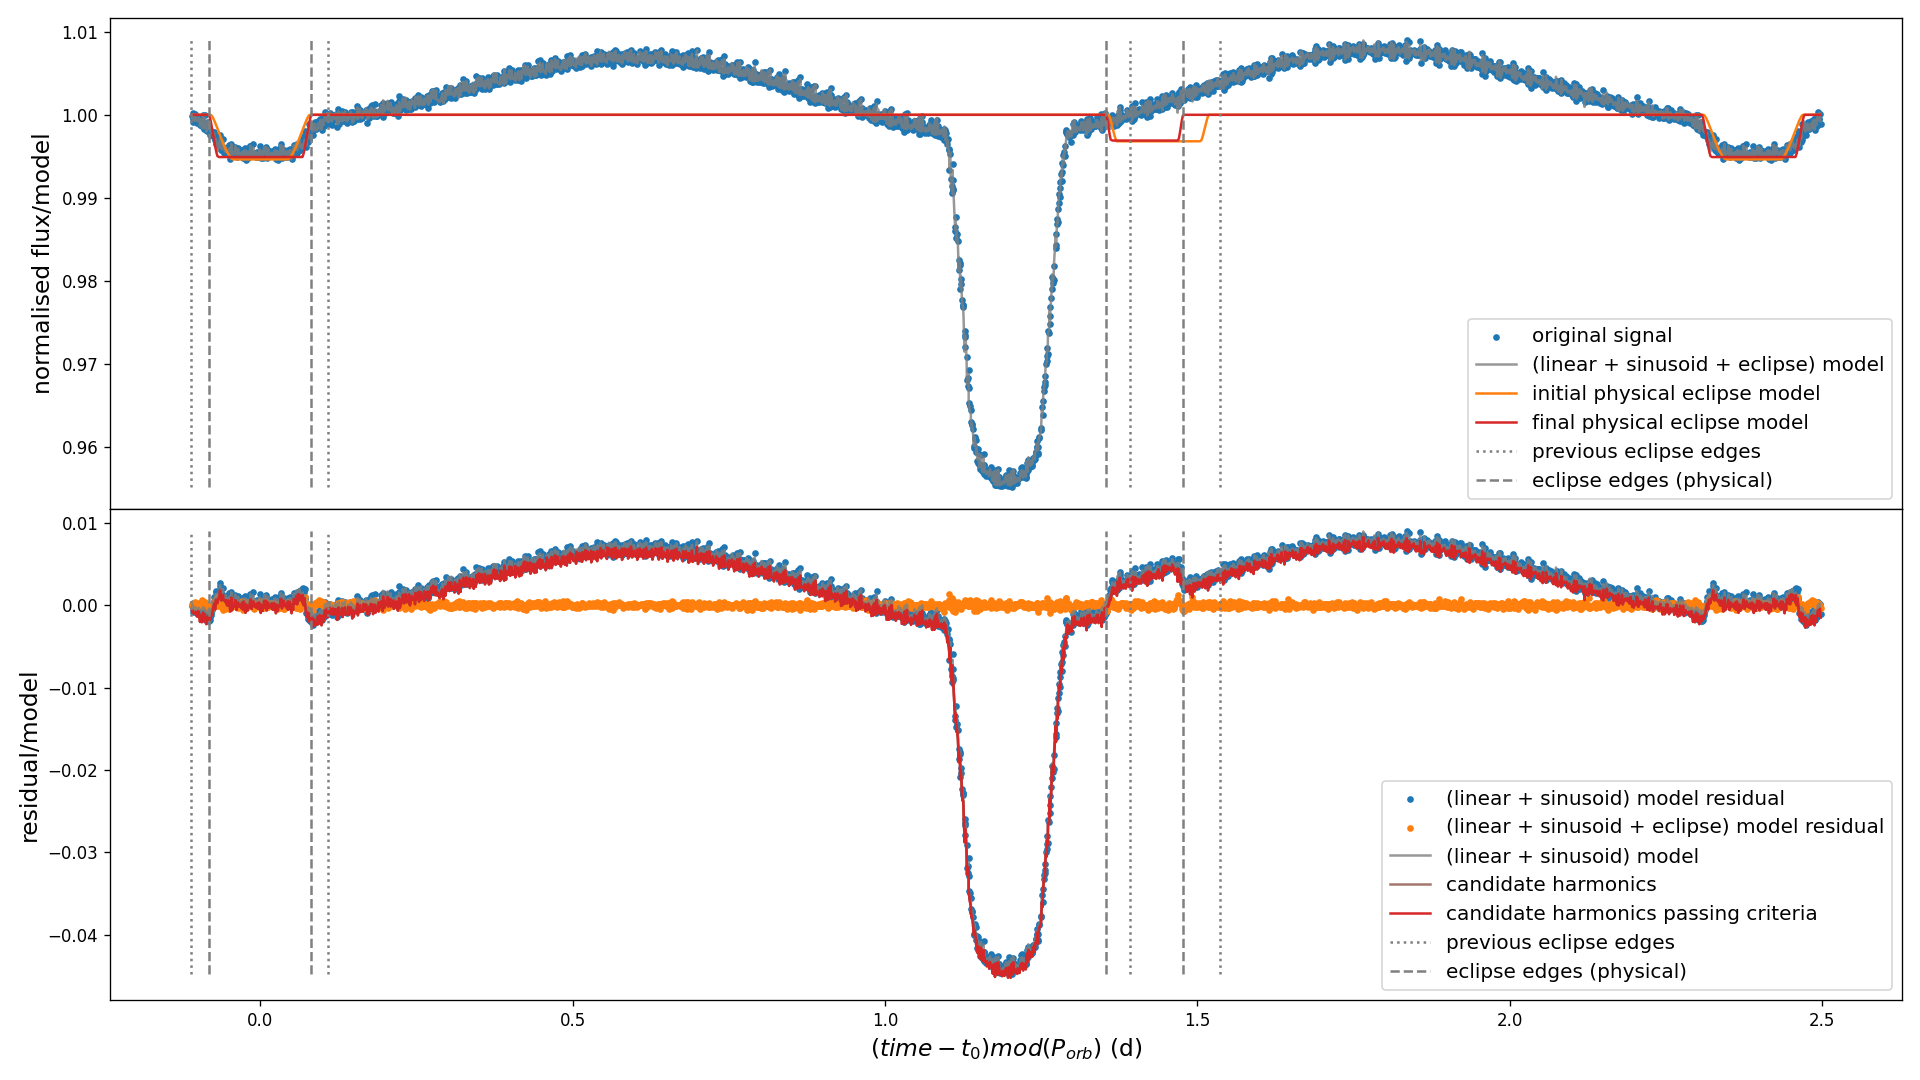 1.01
1.00
0.99
0.98
0.97
0.96
normalised flux/model
original signal
(linear + sinusoid + eclipse) model
initial physical eclipse model
final physical eclipse model
previous eclipse edges
eclipse edges (physical)
0.01
0.00
−0.01
−0.02
−0.03
−0.04
residual/model
(linear + sinusoid) model residual
(linear + sinusoid + eclipse) model residual
(linear + sinusoid) model
candidate harmonics
candidate harmonics passing criteria
previous eclipse edges
eclipse edges (physical)
0.0 0.5 1.0 1.5 2.0 2.5
(time − t₀)mod(Pₒᵣb) (d)